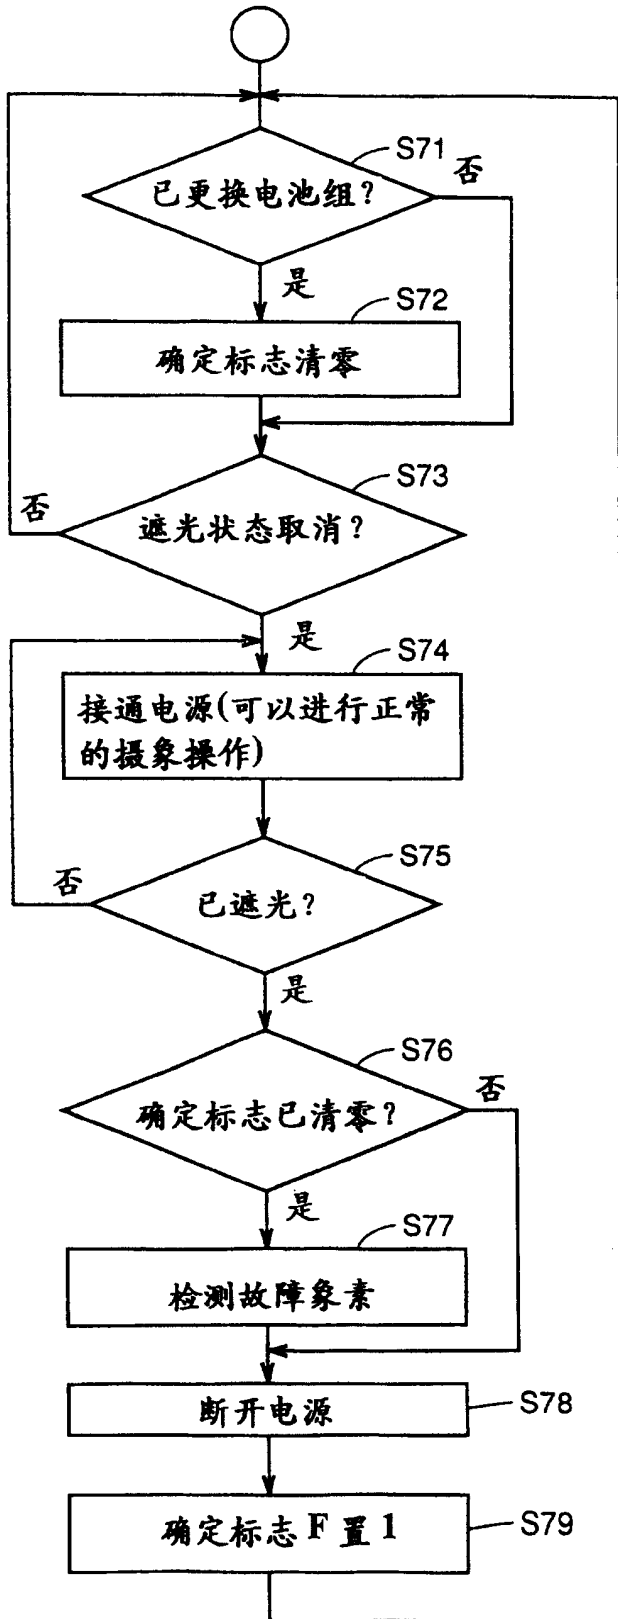 S71
已更换电池组?
否
是
S72
确定标志清零
S73
否
遮光状态取消?
是
S74
接通电源(可以进行正常
的摄象操作)
S75
否
已遮光?
是
S76
否
确定标志已清零?
是
S77
检测故障象素
断开电源
S78
确定标志 F 置 1
S79